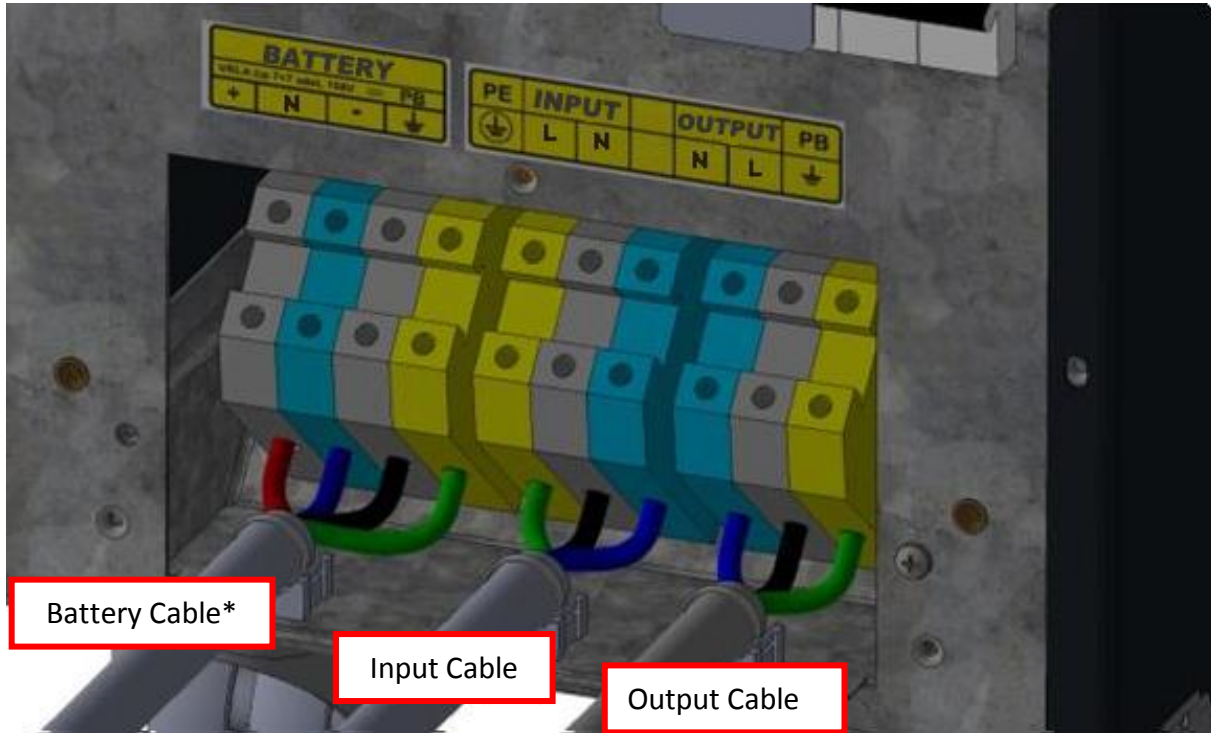 BATTERY
+ N - PB
PE INPUT OUTPUT PB
L N N L
Battery Cable*
Input Cable
Output Cable